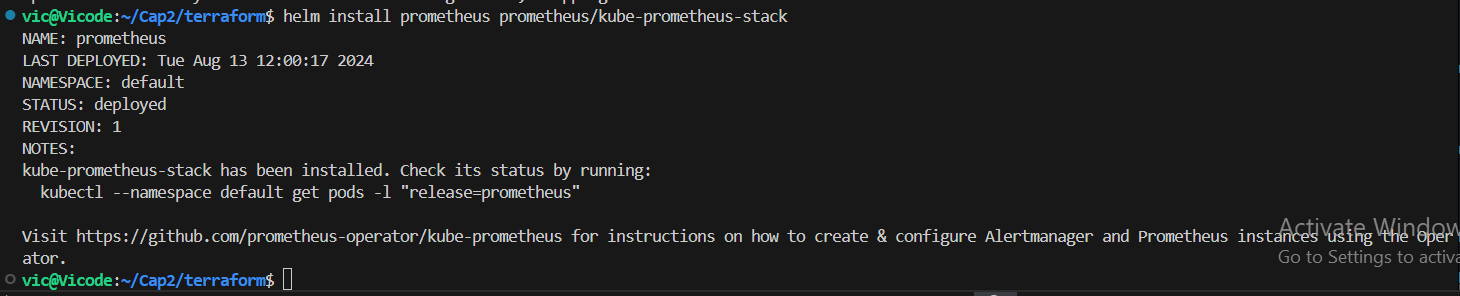 vic@Vicode:~/Cap2/terraform$ helm install prometheus prometheus/kube-prometheus-stack
NAME: prometheus
LAST DEPLOYED: Tue Aug 13 12:00:17 2024
NAMESPACE: default
STATUS: deployed
REVISION: 1
NOTES:
kube-prometheus-stack has been installed. Check its status by running:
  kubectl --namespace default get pods -l "release=prometheus"
Visit https://github.com/prometheus-operator/kube-prometheus for instructions on how to create & configure Alertmanager and Prometheus instances using the Oper
ator.
Activate Window
Go to Settings to activa
vic@Vicode:~/Cap2/terraform$